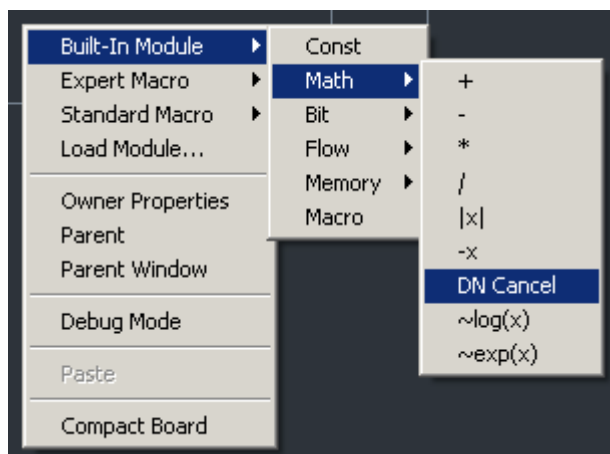 Built-In Module
Expert Macro
Standard Macro
Load Module...
Owner Properties
Parent
Parent Window
Debug Mode
Paste
Compact Board
Const
Math
Bit
Flow
Memory
Macro
+
-
*
/
|x|
-x
DN Cancel
~log(x)
~exp(x)